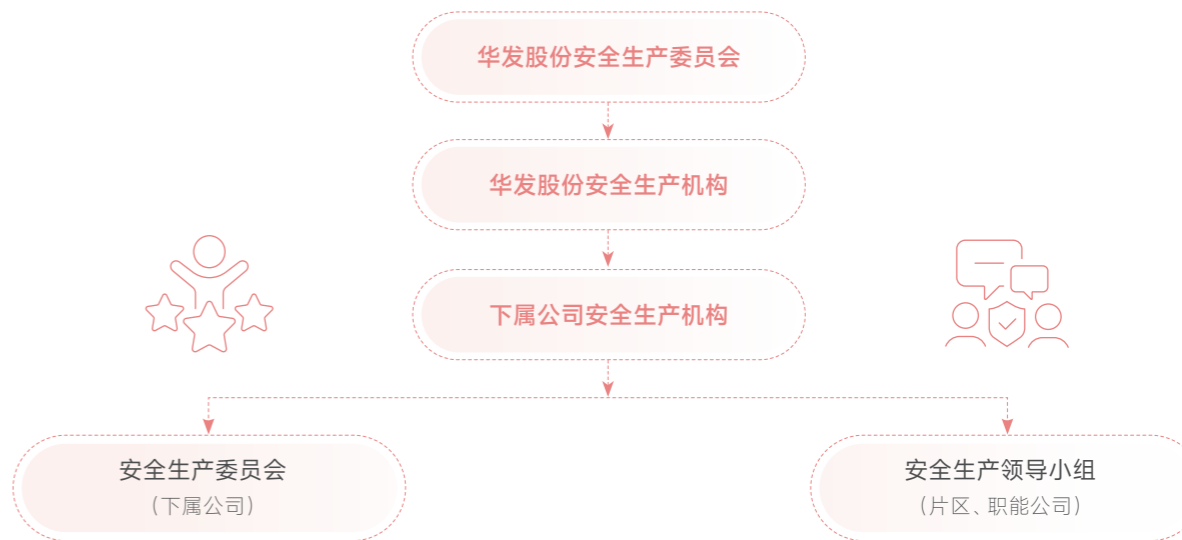 华发股份安全生产委员会
华发股份安全生产机构
下属公司安全生产机构
安全生产委员会
（下属公司）
安全生产领导小组
（片区、职能公司）